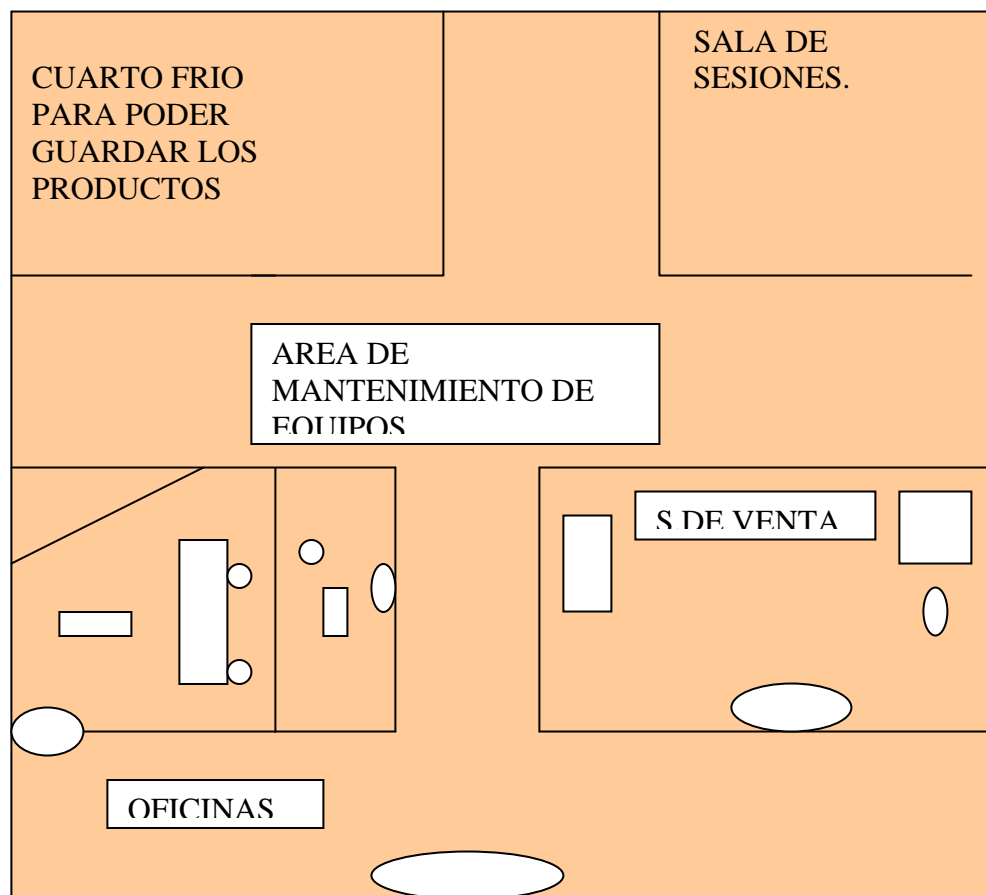 CUARTO FRIO
PARA PODER
GUARDAR LOS
PRODUCTOS
SALA DE
SESIONES.
AREA DE
MANTENIMIENTO DE
EQUIPOS
S.DE VENTA
OFICINAS